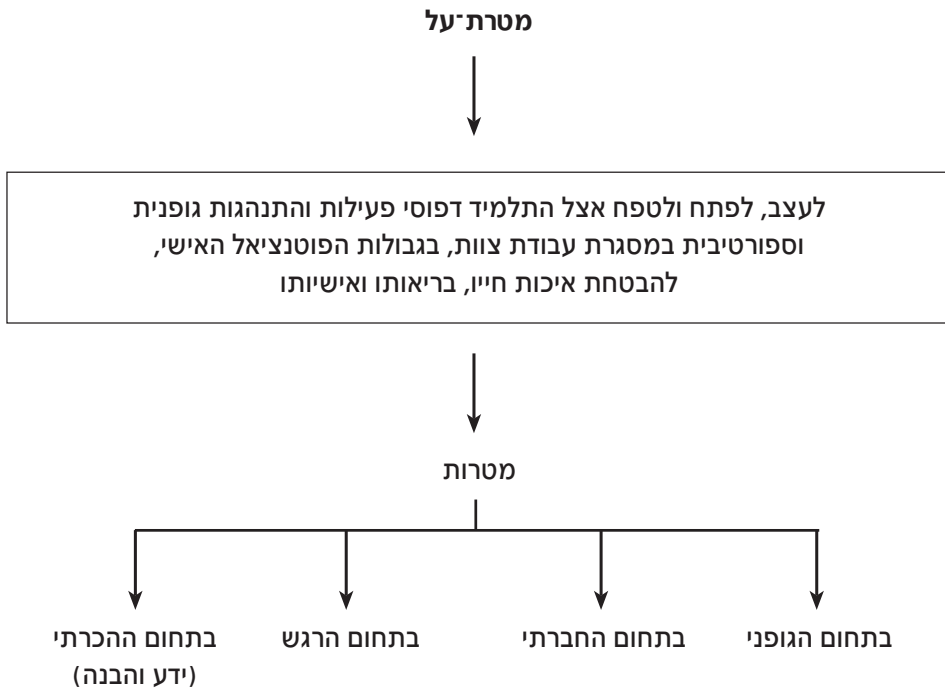 מטרת־על
לעצב, לפתח ולטפח אצל התלמיד דפוסי פעילות והתנהגות גופנית
וספורטיבית במסגרת עבודת צוות, בגבולות הפוטנציאל האישי,
להבטחת איכות חייו, בריאותו ואישיותו
מטרות
בתחום הגופני
בתחום החברתי
בתחום הרגש
בתחום ההכרתי
(ידע והבנה)